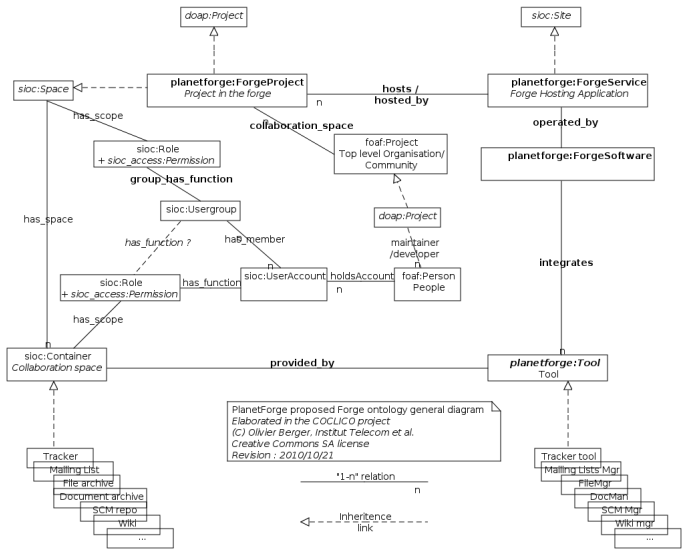 doap:Project
sioc:Site
planetforge:ForgeProject
Project in the forge
planetforge:ForgeService
Forge Hosting Application
sioc:Space
hosts /
hosted_by
n
has_scope
n
collaboration_space
operated_by
sioc:Role
+ sioc_access:Permission
foaf:Project
Top level Organisation/
Community
planetforge:ForgeSoftware
group_has_function
sioc:Usergroup
doap:Project
has_space
has_function ?
has_member
n
maintainer
/developer
integrates
n
n
sioc:Role
+ sioc_access:Permission
has_function
sioc:UserAccount
holdsAccount
n
foaf:Person
People
has_scope
n
n
sioc:Container
Collaboration space
provided_by
planetforge:Tool
Tool
PlanetForge proposed Forge ontology general diagram
Elaborated in the COCLICO project
(C) Olivier Berger, Institut Telecom et al.
Creative Commons SA license
Revision : 2010/10/21
Tracker
Mailing List
File archive
Document archive
SCM repo
Wiki
...
"1-n" relation
n
Inheritence
link
Tracker tool
Mailing Lists Mgr
FileMgr
DocMan
SCM Mgr
Wiki mgr
...